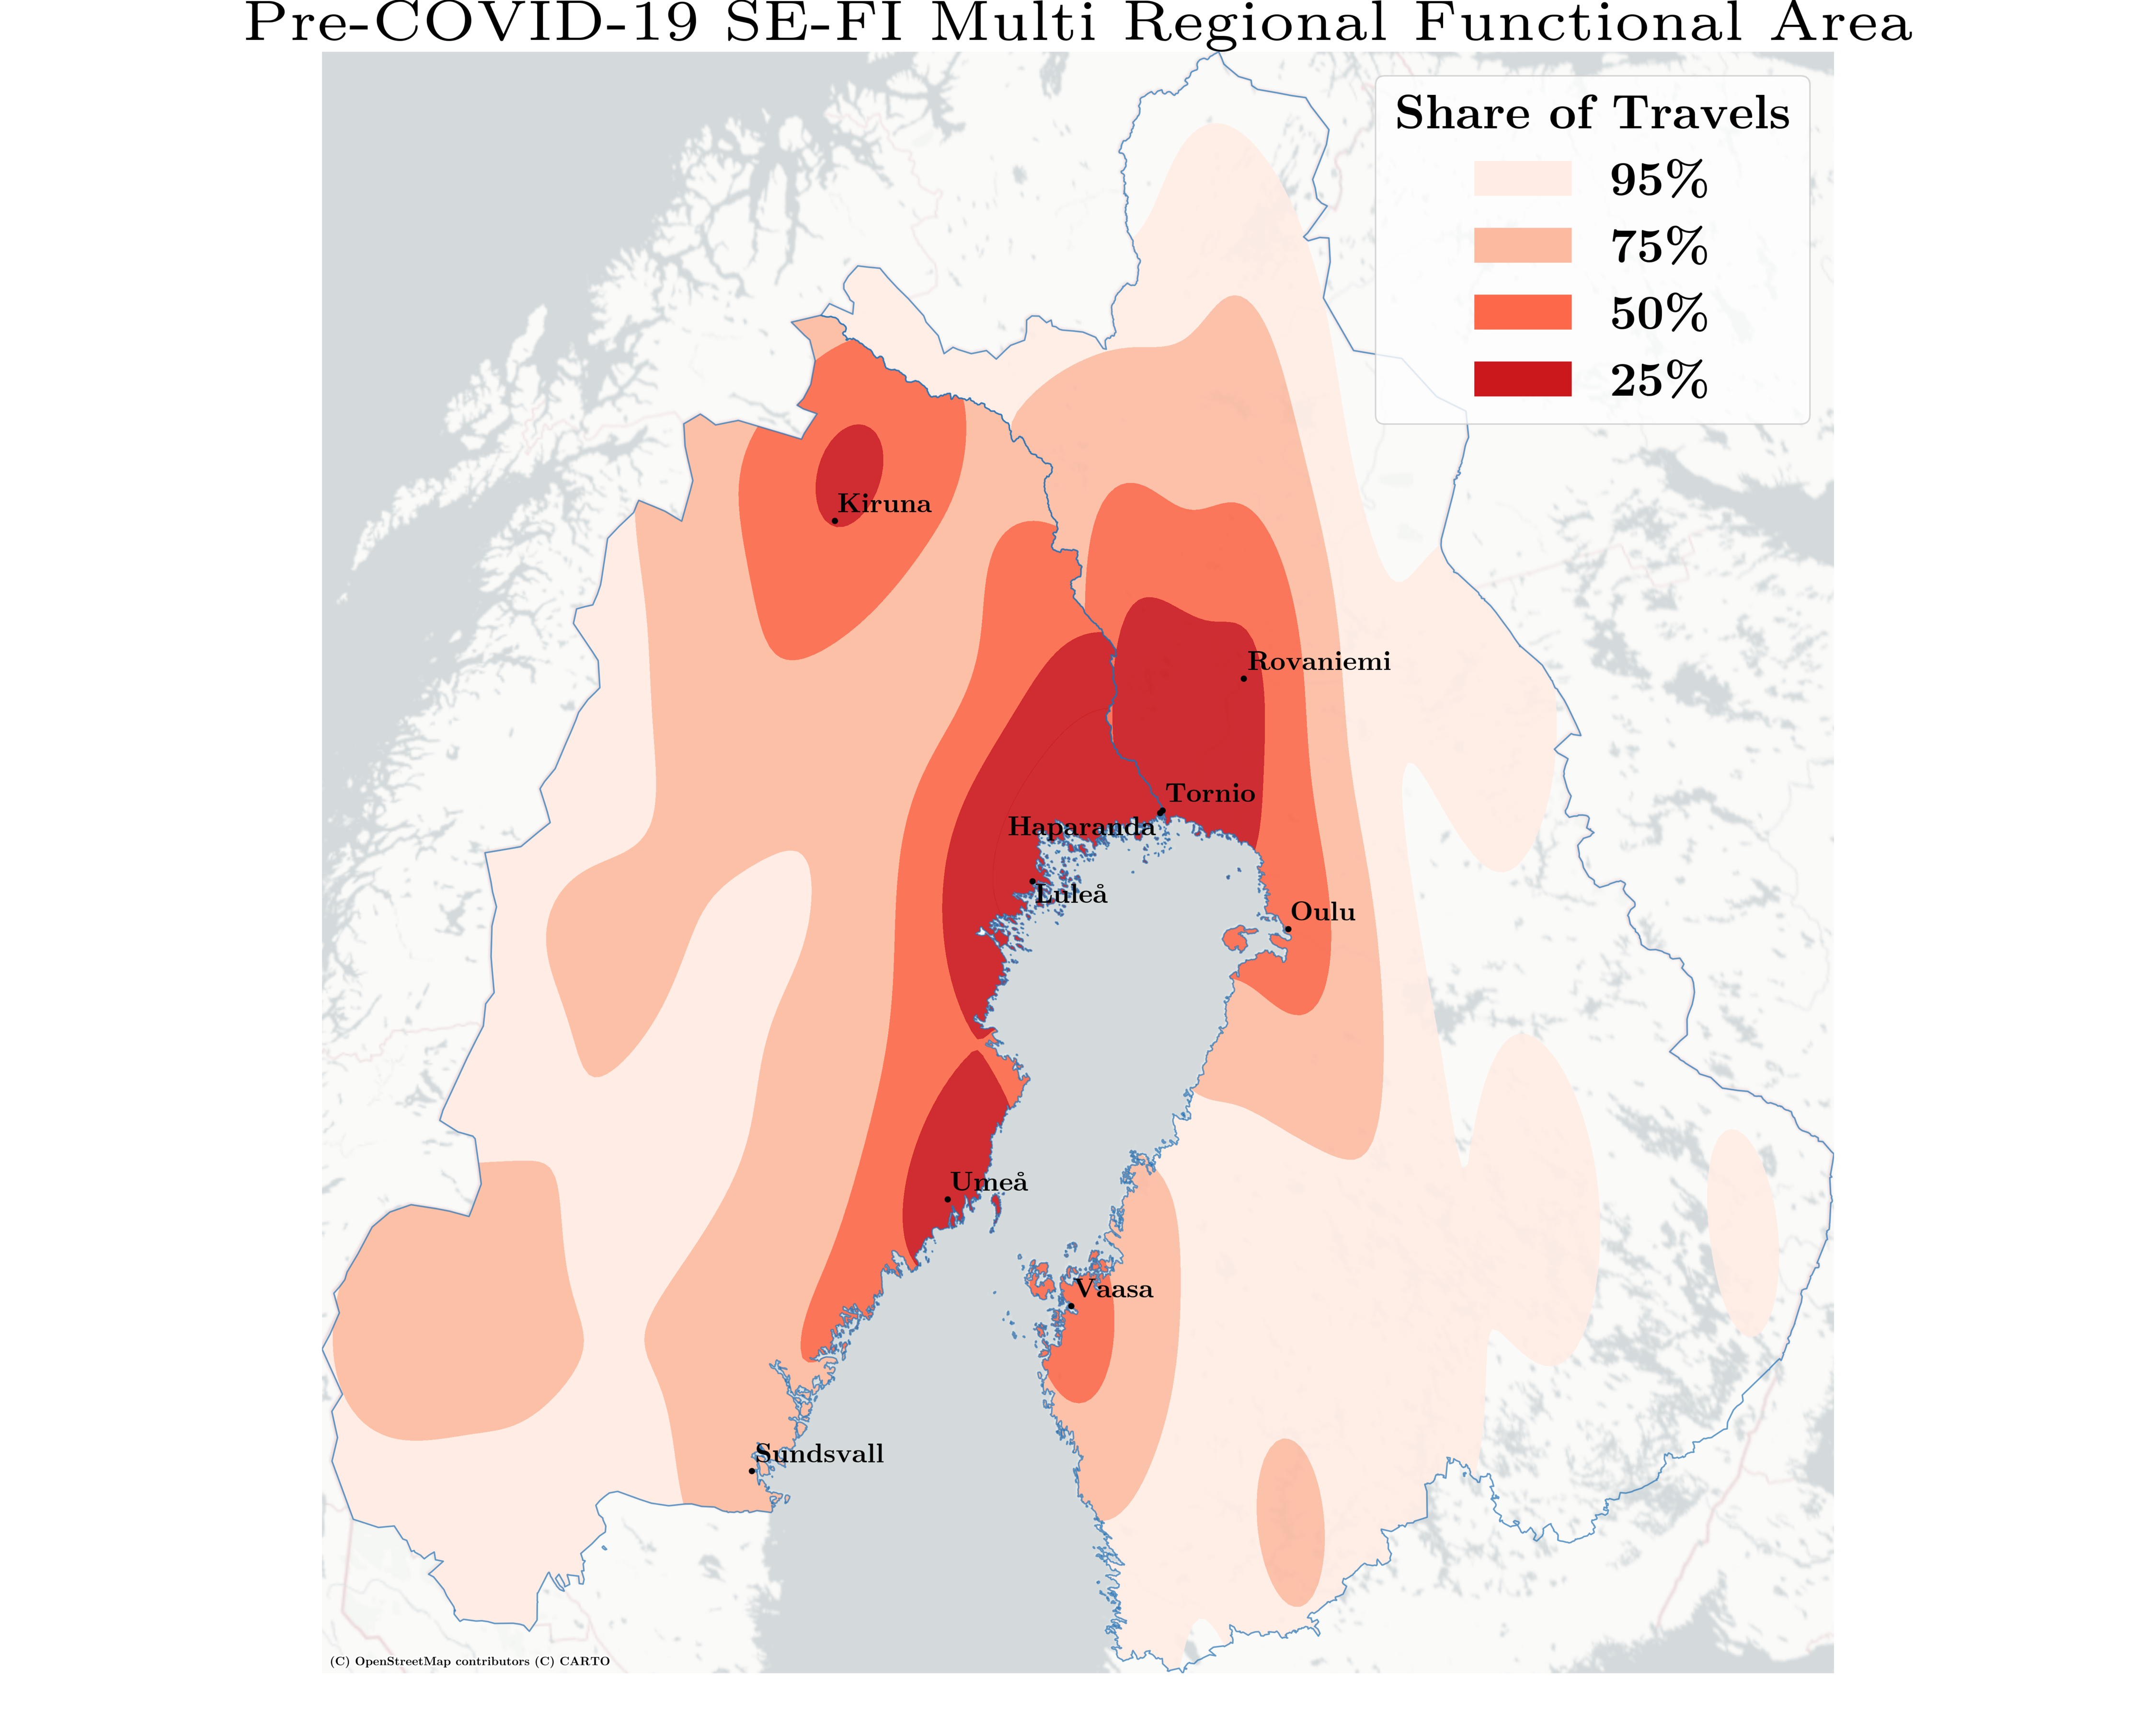 Pre-COVID-19 SE-FI Multi Regional Functional Area
Share of Travels
95%
75%
50%
25%
Kiruna
Rovaniemi
Tornio
Haparanda
Luleå
Oulu
Umeå
Vaasa
Sundsvall
(C) OpenStreetMap contributors (C) CARTO